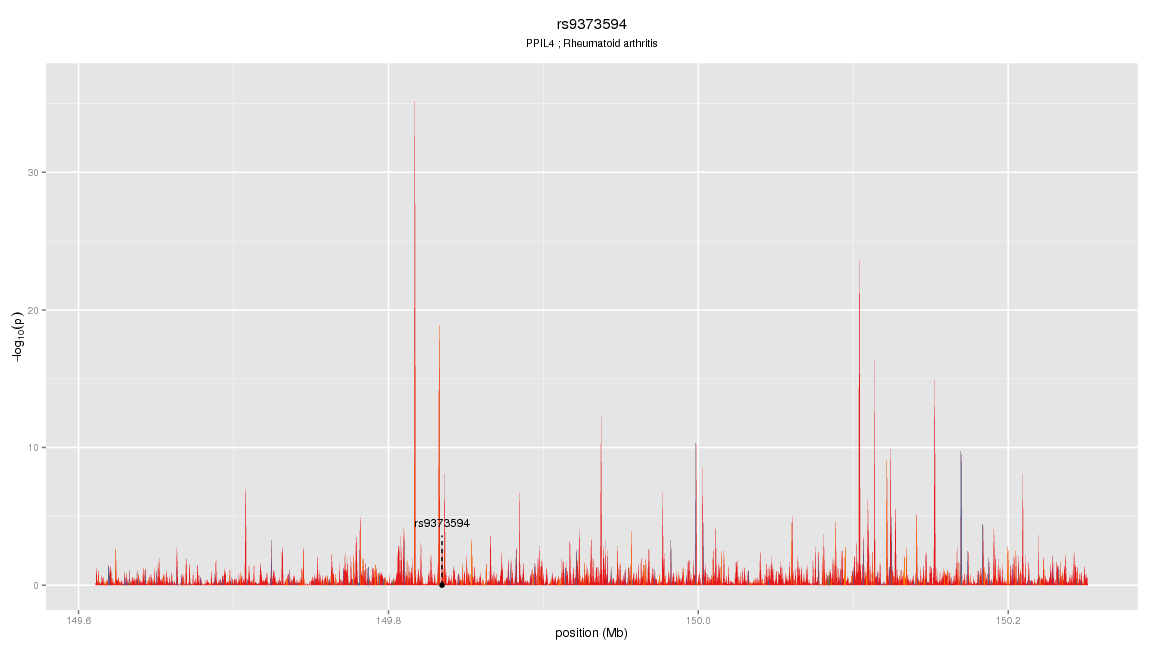 rs9373594
PPIL4 ; Rheumatoid arthritis
30
20
10
0
−log10(p)
rs9373594
149.6 149.8 150.0 150.2
position (Mb)